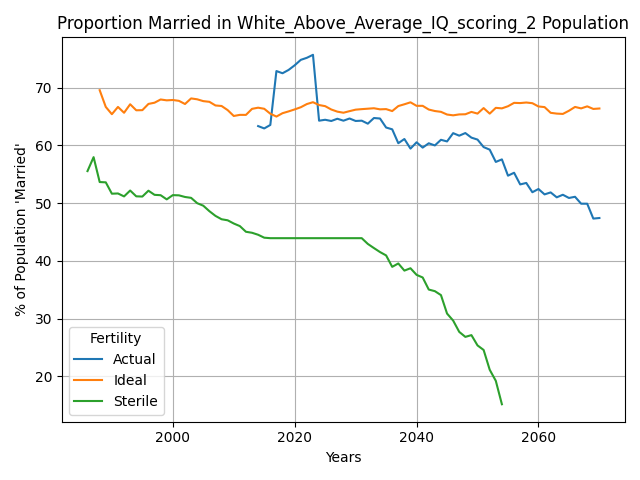 Proportion Married in White_Above_Average_IQ_scoring_2 Population
% of Population 'Married'
70
60
50
40
30
20
Fertility
Actual
Ideal
Sterile
2000
2020
2040
2060
Years